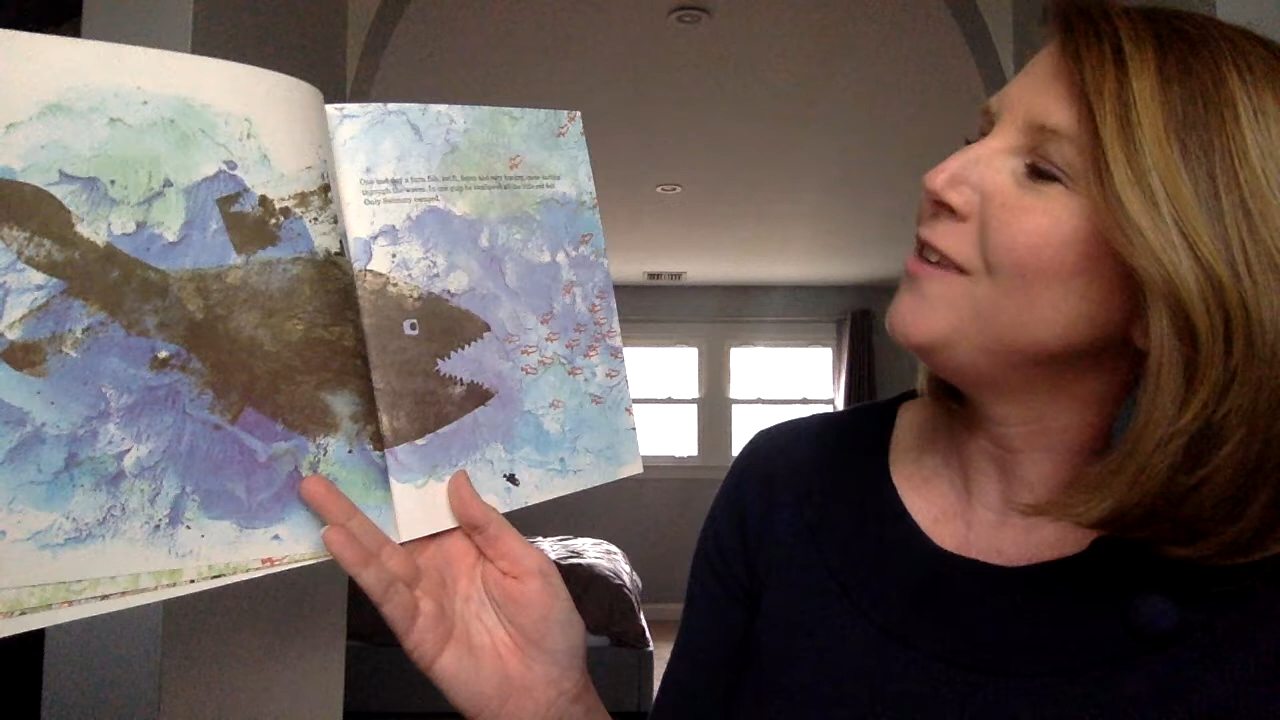 One bad day a tuna fish, swift, fierce and very hungry, came darting
through the waves. In one gulp he swallowed all the little red fish.
Only Swimmy escaped.